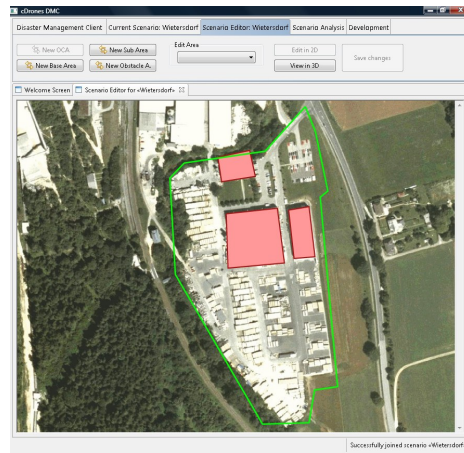 cDrones DMC
Disaster Management Client Current Scenario: Wietersdorf Scenario Editor: Wietersdorf Scenario Analysis Development
New OCA New Sub Area Edit Area Edit in 2D Save changes
New Base Area New Obstacle A. View in 3D
Welcome Screen Scenario Editor for «Wietersdorf»
Successfully joined scenario «Wietersdorf